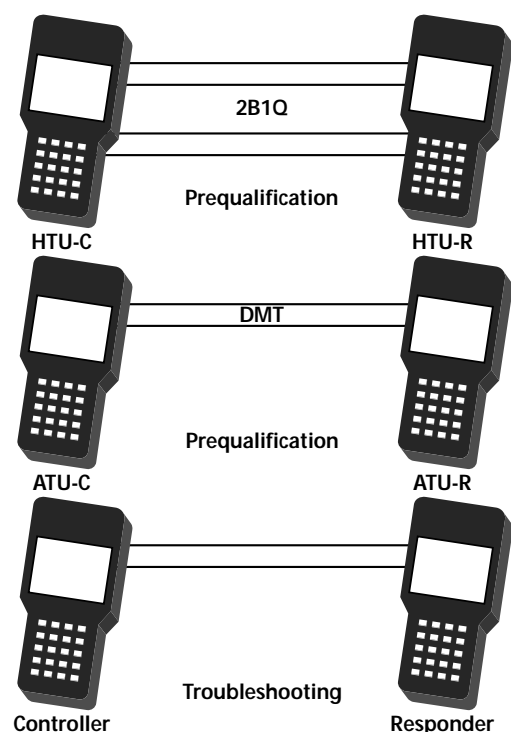 2B1Q
Prequalification
HTU-C HTU-R
DMT
Prequalification
ATU-C ATU-R
Troubleshooting
Controller Responder